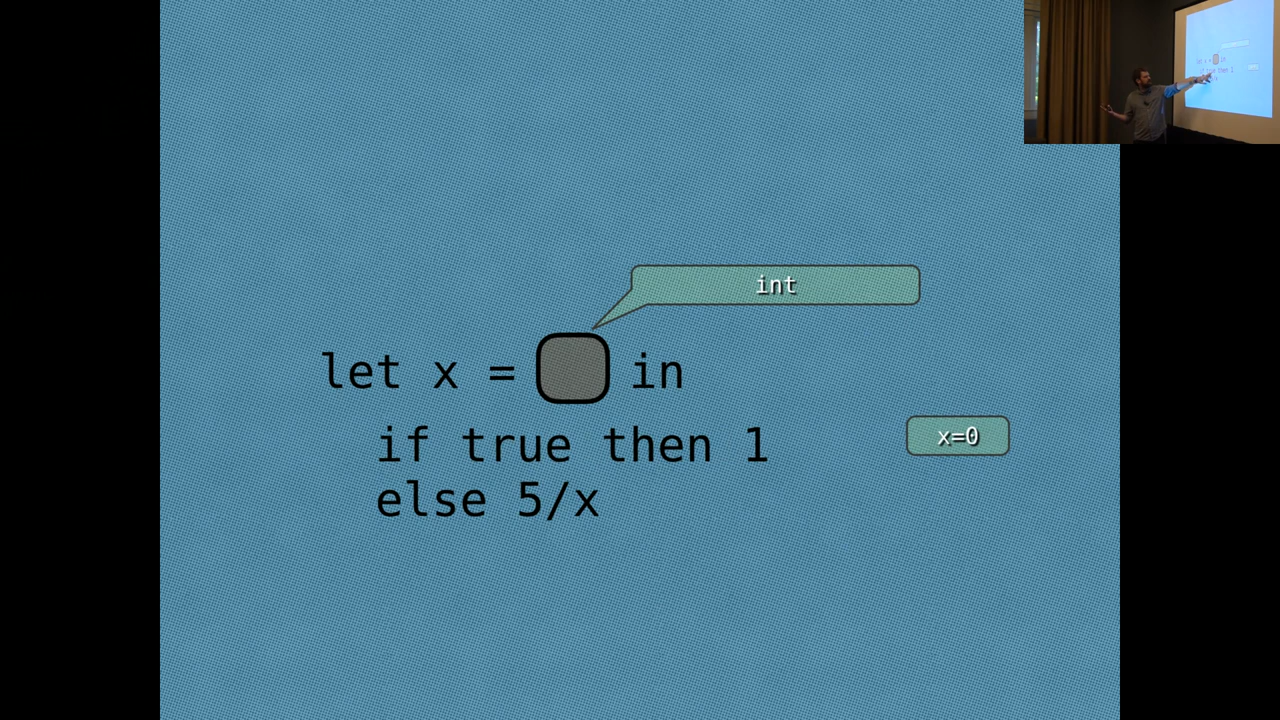 int
let x = in
if true then 1
x=0
else 5/x